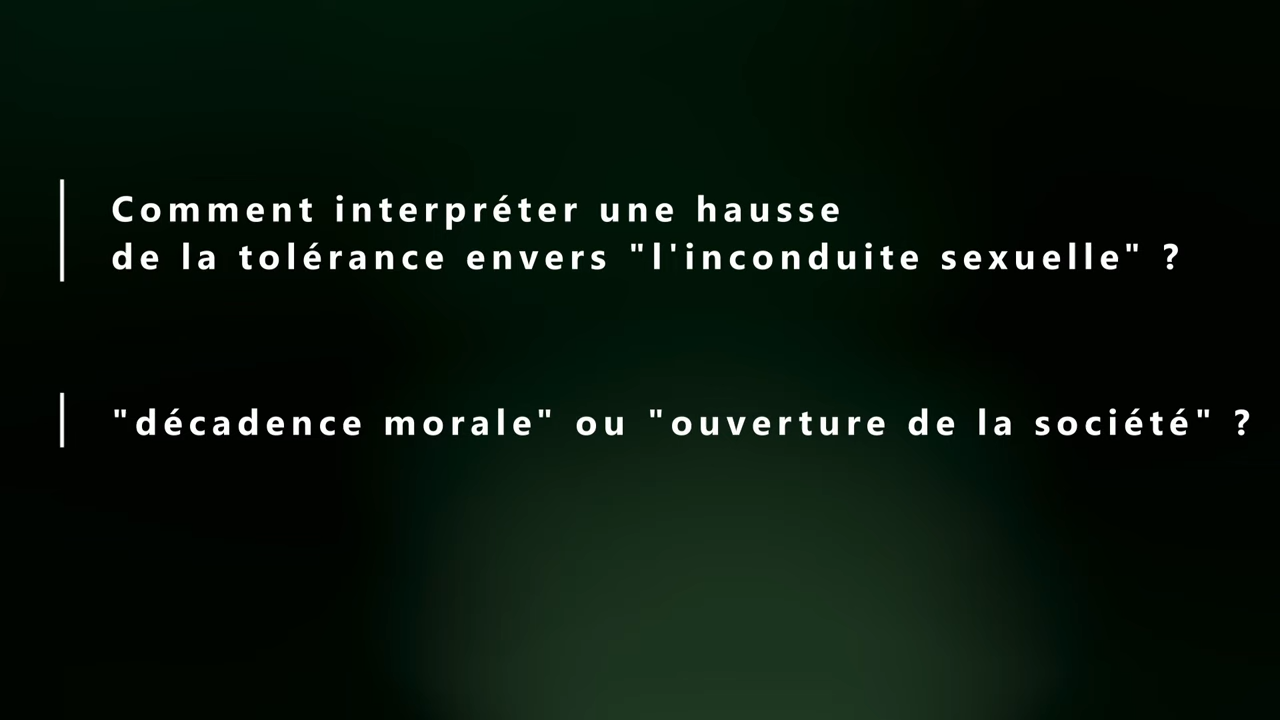 Comment interpréter une hausse
de la tolérance envers "l'inconduite sexuelle" ?
"décadence morale" ou "ouverture de la société" ?